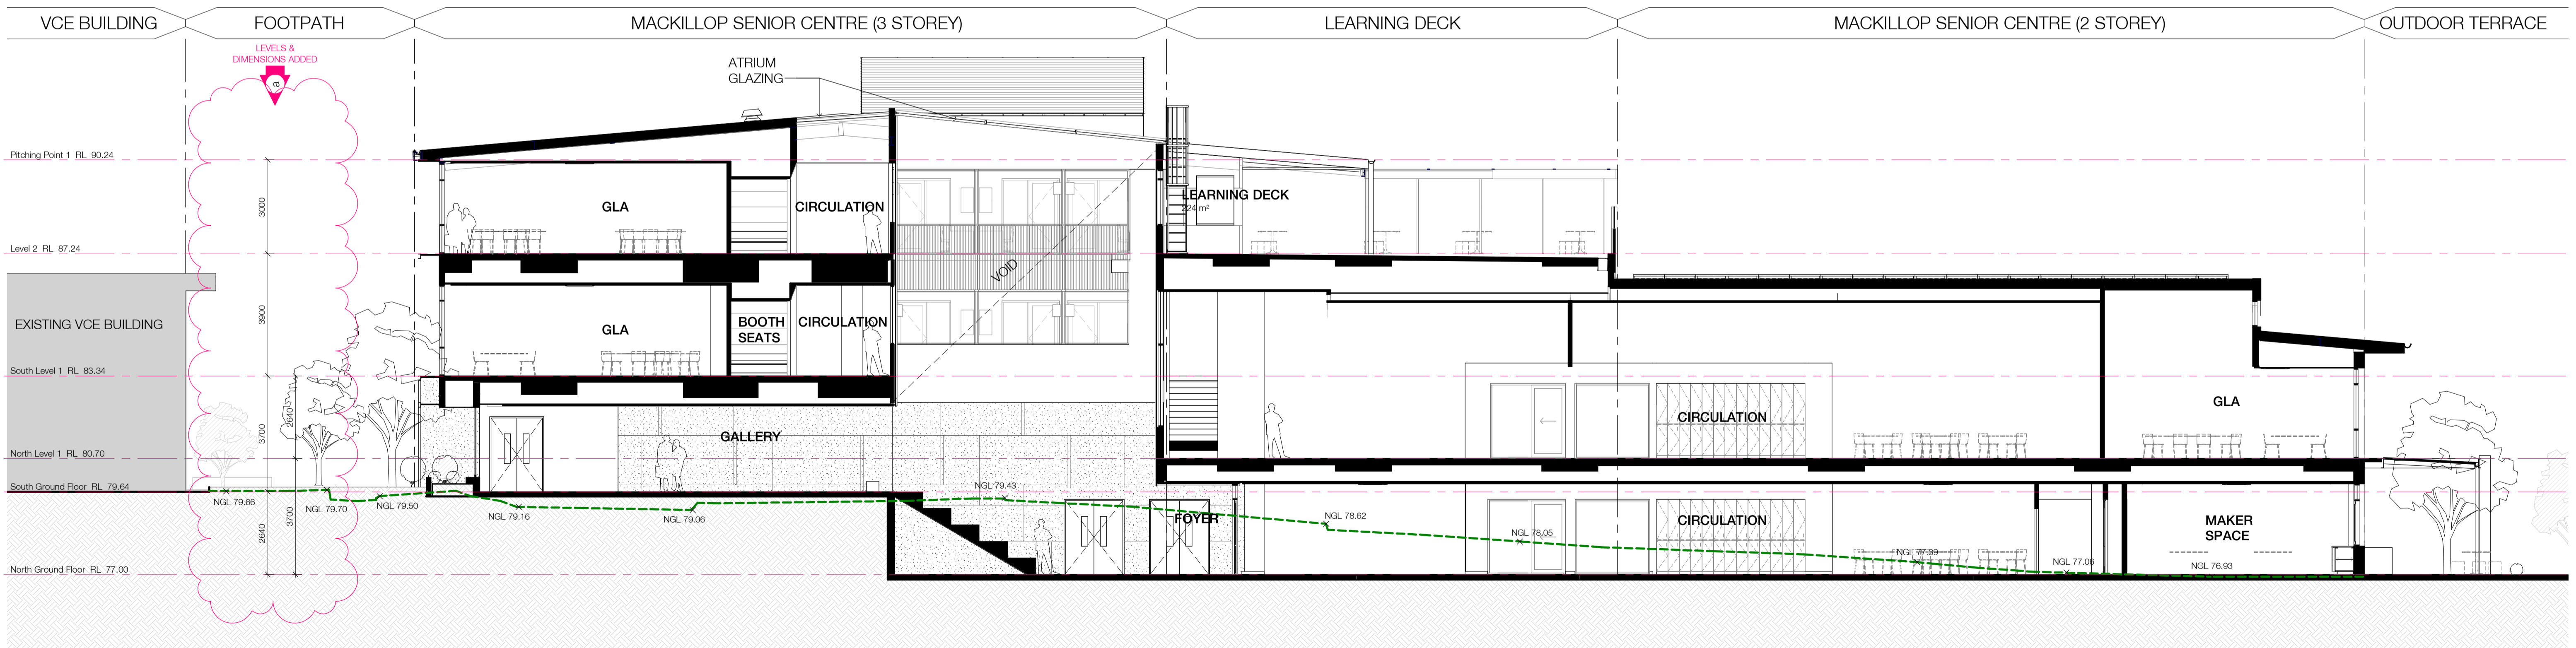 VCE BUILDING
FOOTPATH
MACKILLOP SENIOR CENTRE (3 STOREY)
LEARNING DECK
MACKILLOP SENIOR CENTRE (2 STOREY)
OUTDOOR TERRACE
LEVELS &
DIMENSIONS ADDED
a
ATRIUM
GLAZING
Pitching Point 1 RL 90.24
3000
GLA
CIRCULATION
LEARNING DECK
224 m²
Level 2 RL 87.24
VOID
EXISTING VCE BUILDING
3900
GLA
BOOTH
SEATS
CIRCULATION
South Level 1 RL 83.34
2640
3700
GALLERY
CIRCULATION
GLA
North Level 1 RL 80.70
South Ground Floor RL 79.64
NGL 79.66
NGL 79.70
NGL 79.50
NGL 79.16
NGL 79.06
NGL 79.43
NGL 78.62
NGL 78.05
NGL 77.39
NGL 77.06
NGL 76.93
3700
2640
FOYER
CIRCULATION
MAKER
SPACE
North Ground Floor RL 77.00